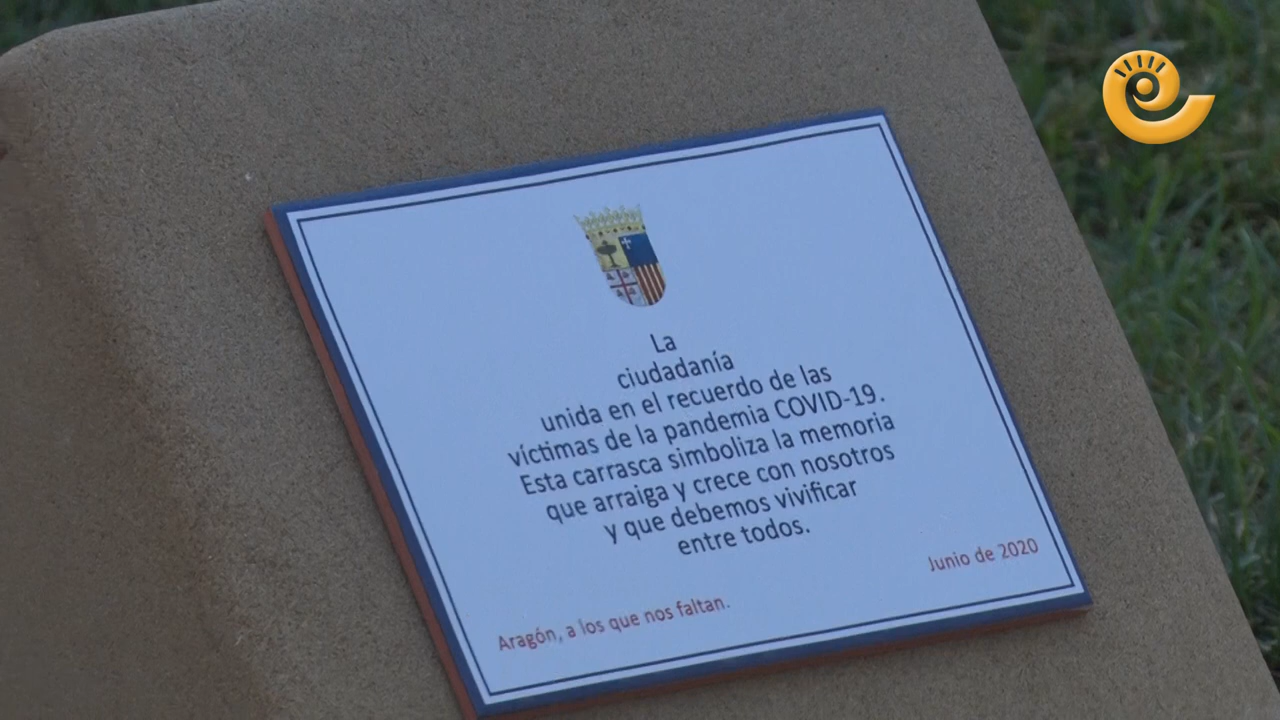 La
ciudadanía
unida en el recuerdo de las
víctimas de la pandemia COVID-19.
Esta carrasca simboliza la memoria
que arraiga y crece con nosotros
y que debemos vivificar
entre todos.
Junio de 2020
Aragón, a los que nos faltan.